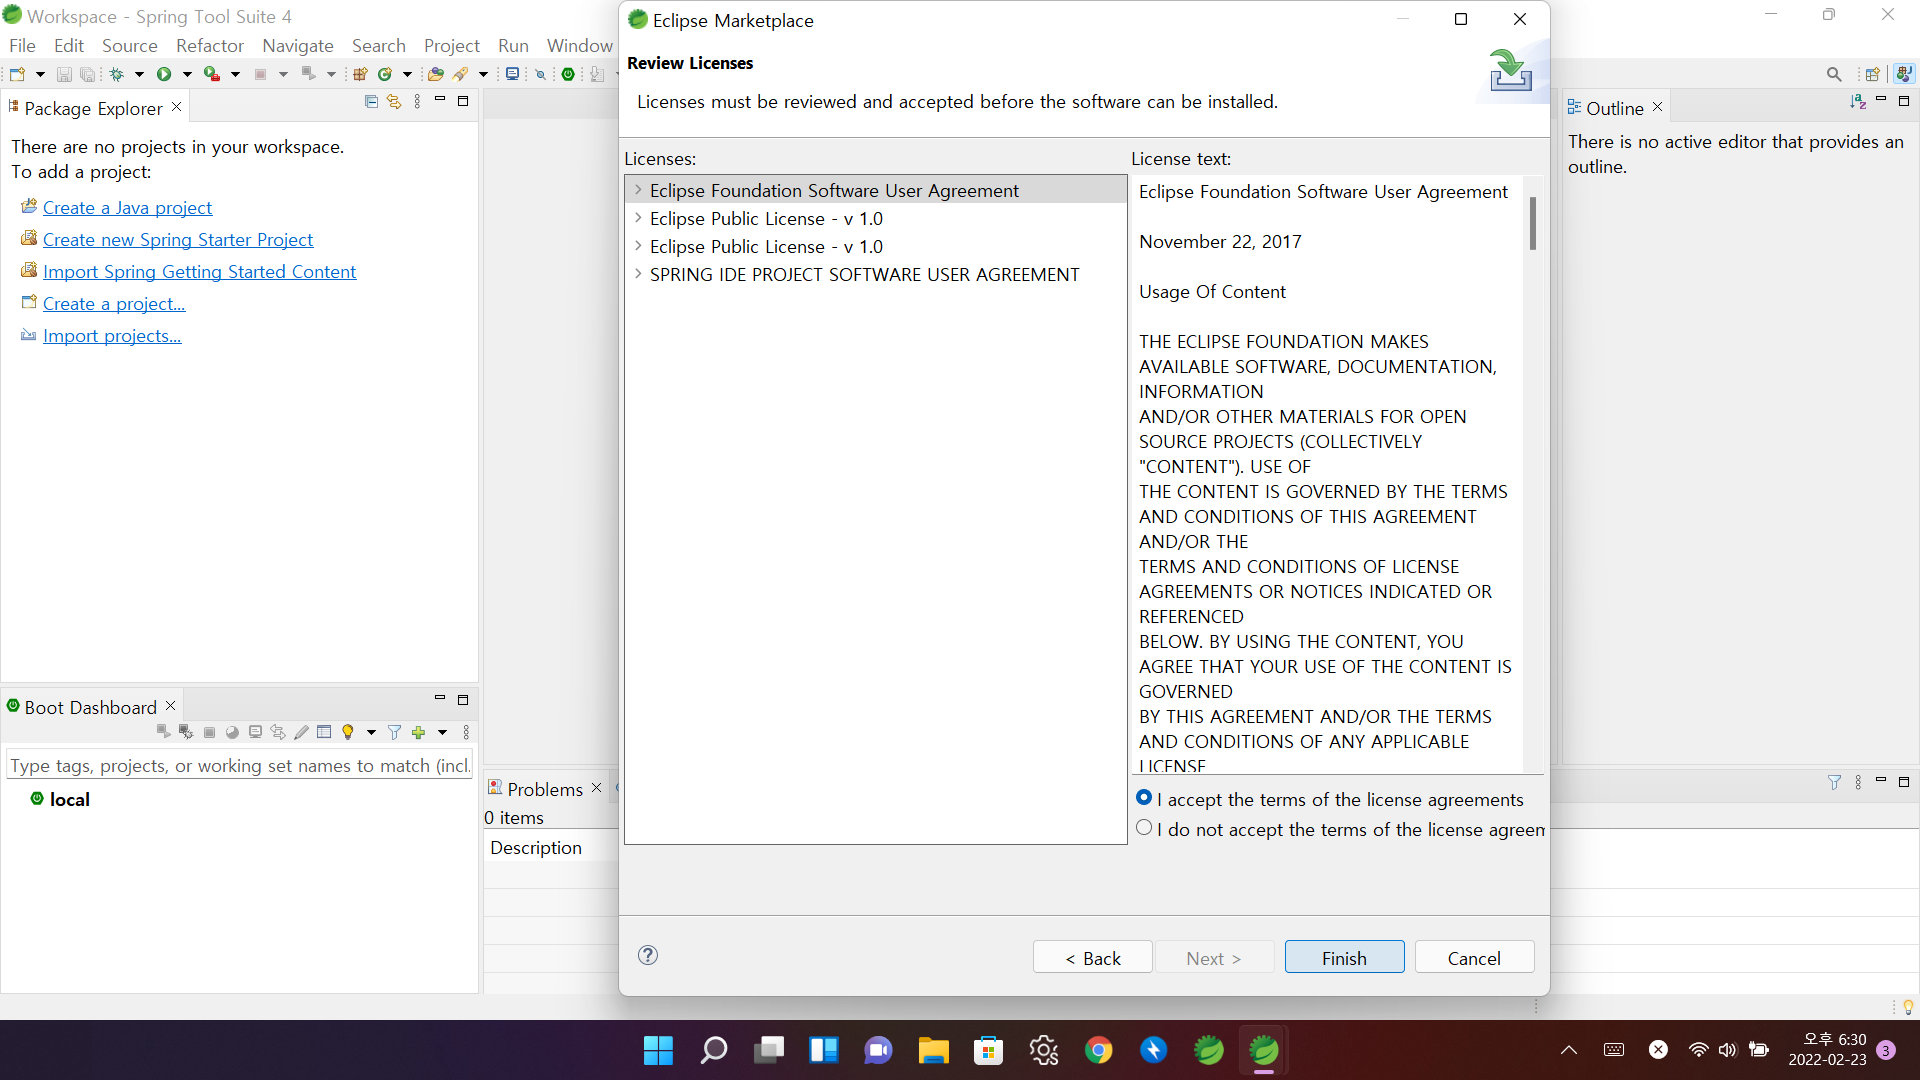 Workspace - Spring Tool Suite 4
File Edit Source Refactor Navigate Search Project Run Window
Package Explorer
There are no projects in your workspace.
To add a project:
Create a Java project
Create new Spring Starter Project
Import Spring Getting Started Content
Create a project...
Import projects...
Boot Dashboard
Type tags, projects, or working set names to match (incl.
local
Problems
0 items
Description
Eclipse Marketplace
Review Licenses
Licenses must be reviewed and accepted before the software can be installed.
Licenses:
Eclipse Foundation Software User Agreement
Eclipse Public License - v 1.0
Eclipse Public License - v 1.0
SPRING IDE PROJECT SOFTWARE USER AGREEMENT
License text:
Eclipse Foundation Software User Agreement
November 22, 2017
Usage Of Content
THE ECLIPSE FOUNDATION MAKES
AVAILABLE SOFTWARE, DOCUMENTATION,
INFORMATION
AND/OR OTHER MATERIALS FOR OPEN
SOURCE PROJECTS (COLLECTIVELY
"CONTENT"). USE OF
THE CONTENT IS GOVERNED BY THE TERMS
AND CONDITIONS OF THIS AGREEMENT
AND/OR THE
TERMS AND CONDITIONS OF LICENSE
AGREEMENTS OR NOTICES INDICATED OR
REFERENCED
BELOW. BY USING THE CONTENT, YOU
AGREE THAT YOUR USE OF THE CONTENT IS
GOVERNED
BY THIS AGREEMENT AND/OR THE TERMS
AND CONDITIONS OF ANY APPLICABLE
LICENSE
I accept the terms of the license agreements
I do not accept the terms of the license agreem
< Back
Next >
Finish
Cancel
Outline
There is no active editor that provides an
outline.
오후 6:30
2022-02-23
3